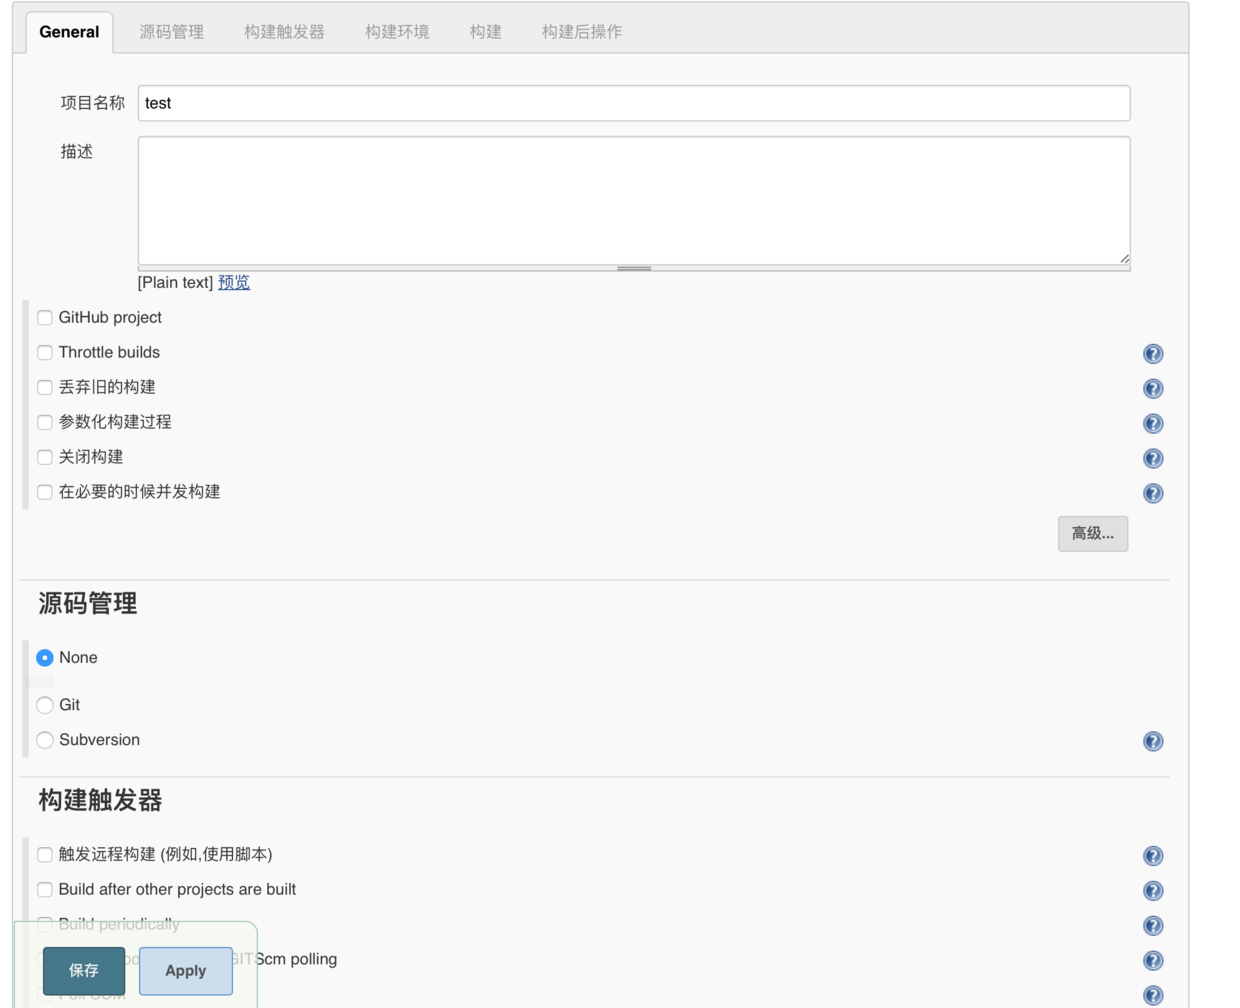 General 源码管理 构建触发器 构建环境 构建 构建后操作
项目名称 test
描述
[Plain text] 预览
GitHub project
Throttle builds
丢弃旧的构建
参数化构建过程
关闭构建
在必要的时候并发构建
高级...
源码管理
None
Git
Subversion
构建触发器
触发远程构建 (例如,使用脚本)
Build after other projects are built
Build periodically
GITScm polling
保存 Apply
Poll SCM